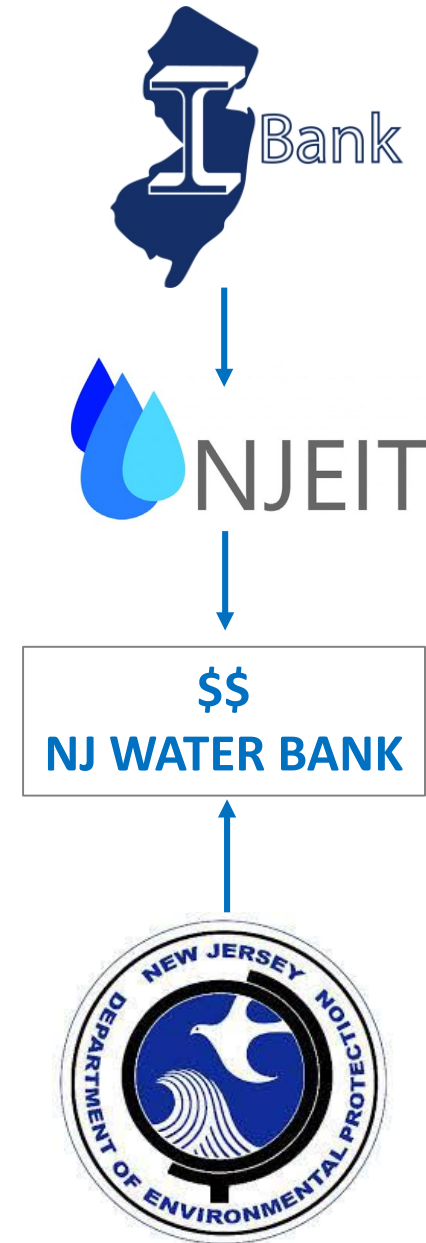 I Bank
NJEIT
$$
NJ WATER BANK
NEW JERSEY
DEPARTMENT OF ENVIRONMENTAL PROTECTION